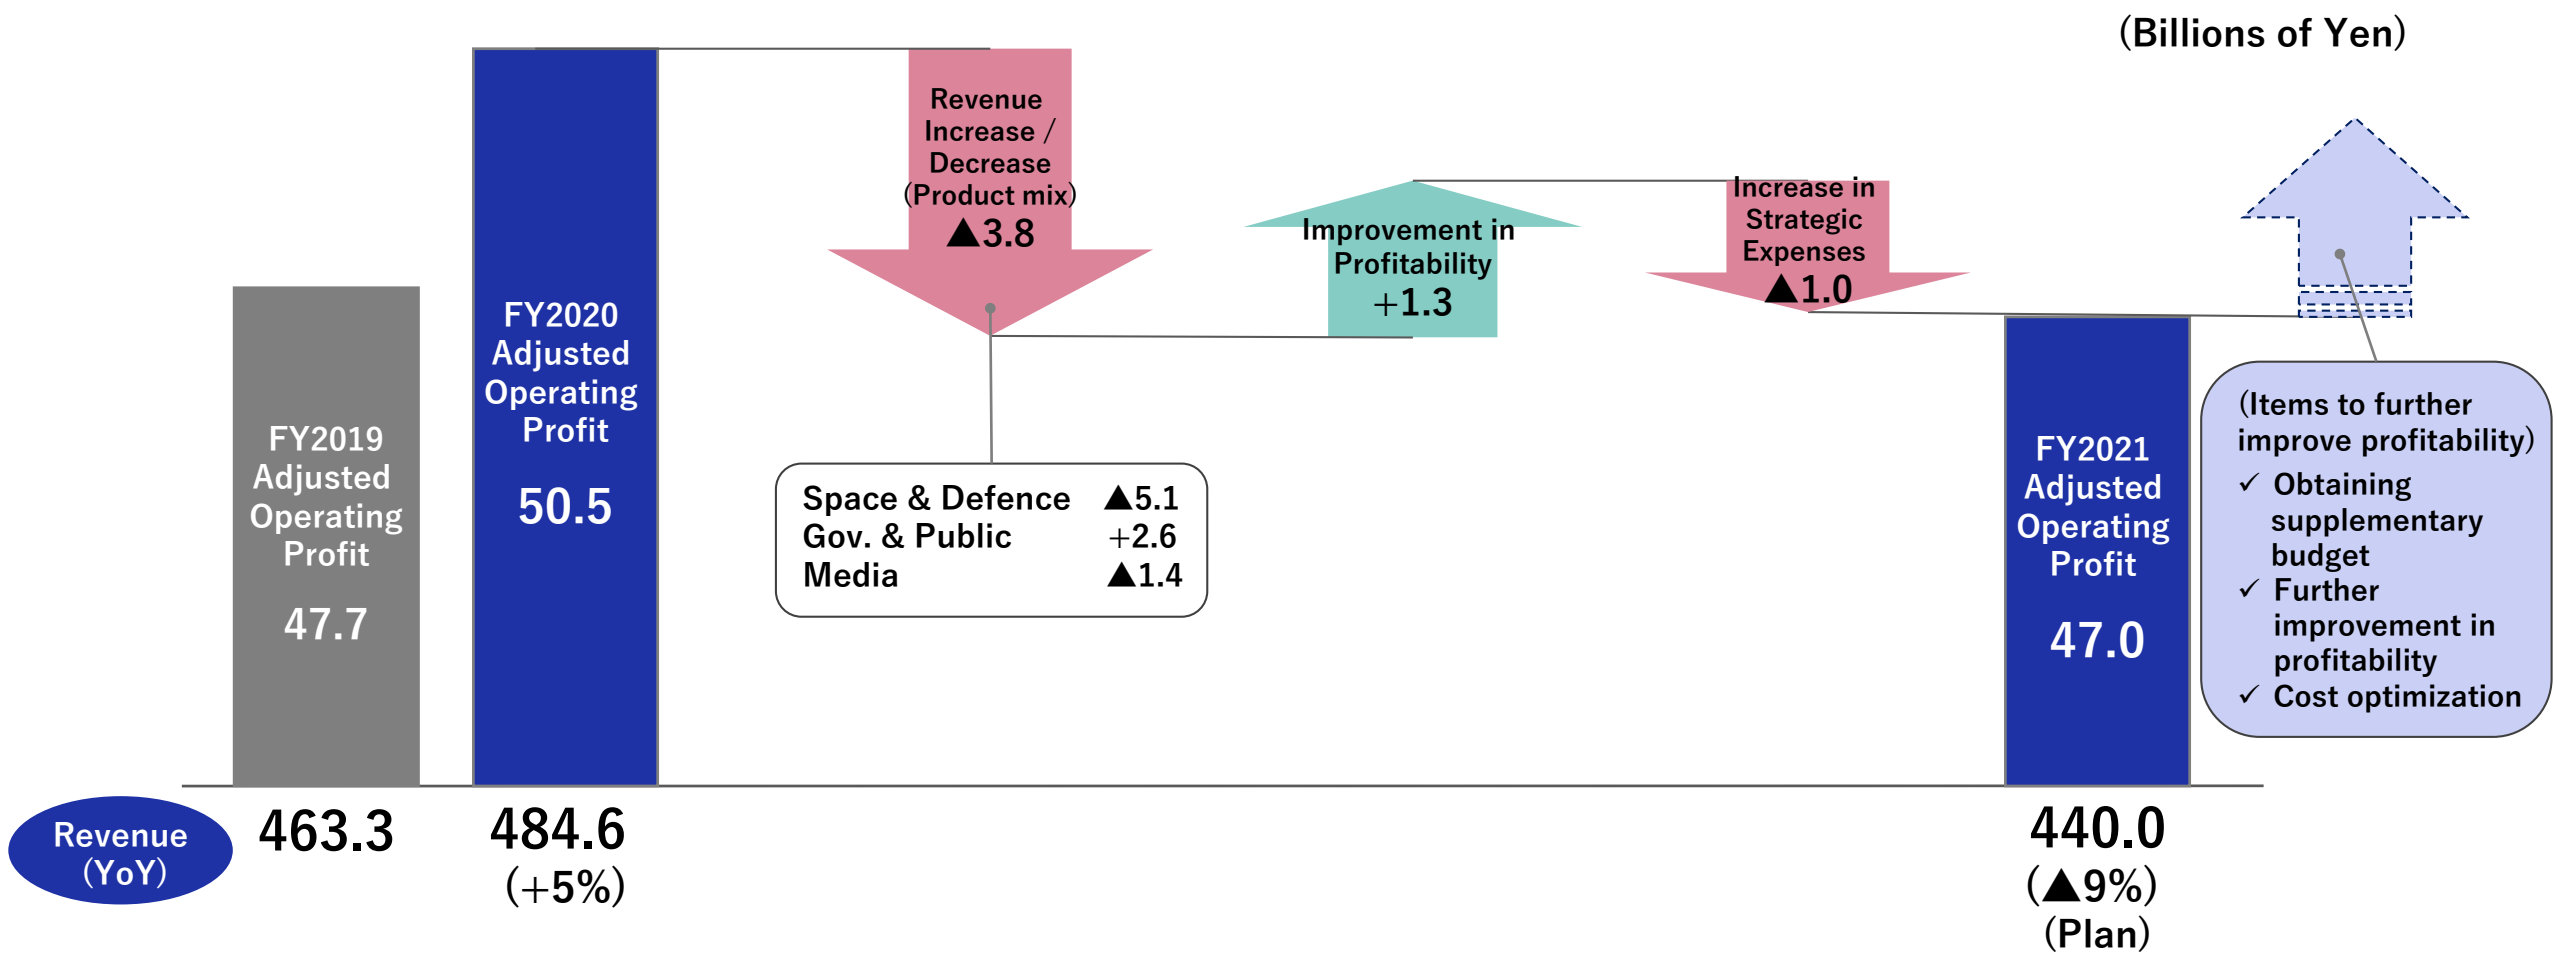 (Billions of Yen)
FY2019
Adjusted
Operating
Profit
47.7
FY2020
Adjusted
Operating
Profit
50.5
Revenue
Increase /
Decrease
(Product mix)
▲3.8
Space & Defence ▲5.1
Gov. & Public +2.6
Media ▲1.4
Improvement in
Profitability
+1.3
Increase in
Strategic
Expenses
▲1.0
FY2021
Adjusted
Operating
Profit
47.0
(Items to further
improve profitability)
✓ Obtaining
supplementary
budget
✓ Further
improvement in
profitability
✓ Cost optimization
Revenue
(YoY)
463.3
484.6
(+5%)
440.0
(▲9%)
(Plan)